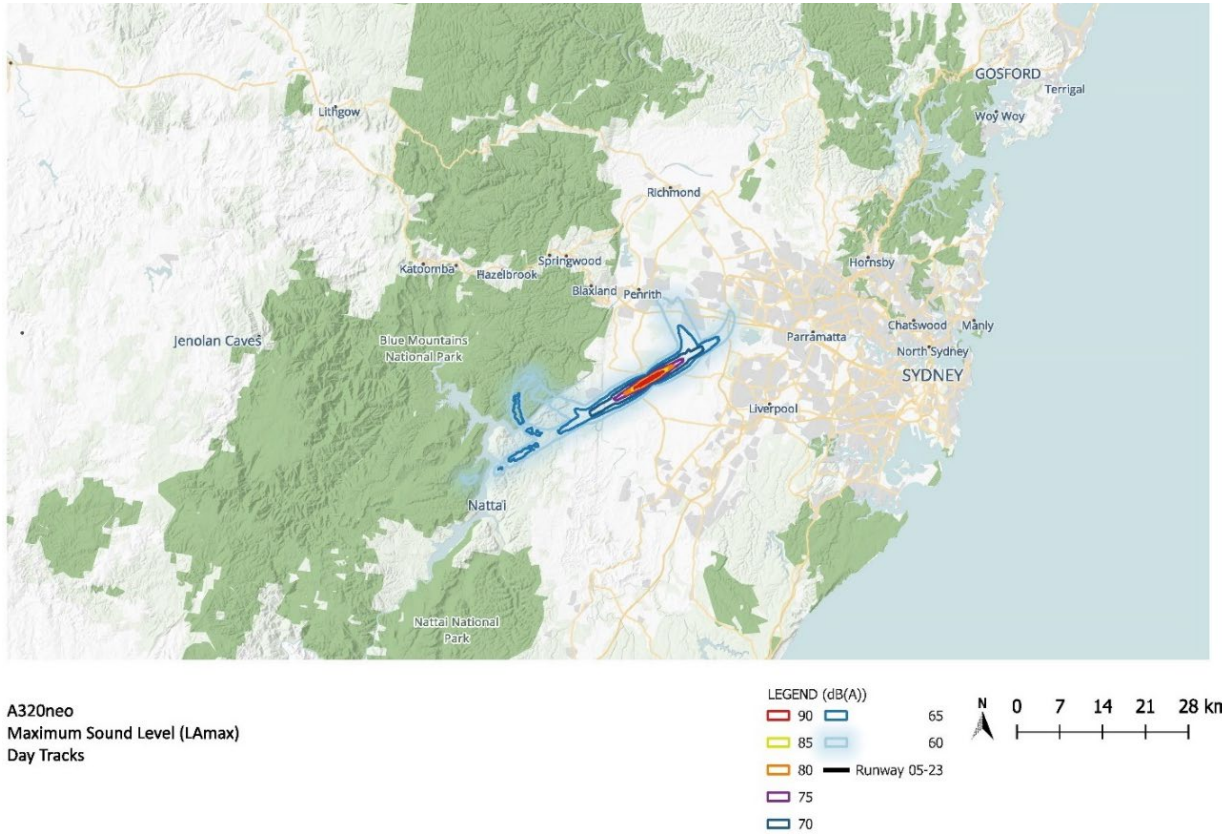 GOSFORD
Terrigal
Woy Woy
Lithgow
Richmond
Hornsby
Springwood
Katoomba
Hazelbrook
Blaxland
Penrith
Chatswood
Manly
Parramatta
Jenolan Caves
Blue Mountains
National Park
North Sydney
SYDNEY
Liverpool
Nattai
Nattai National
Park
A320neo
Maximum Sound Level (LAmax)
Day Tracks
LEGEND (dB(A))
90 65
85 60
80 Runway 05-23
75
70
N
0 7 14 21 28 km